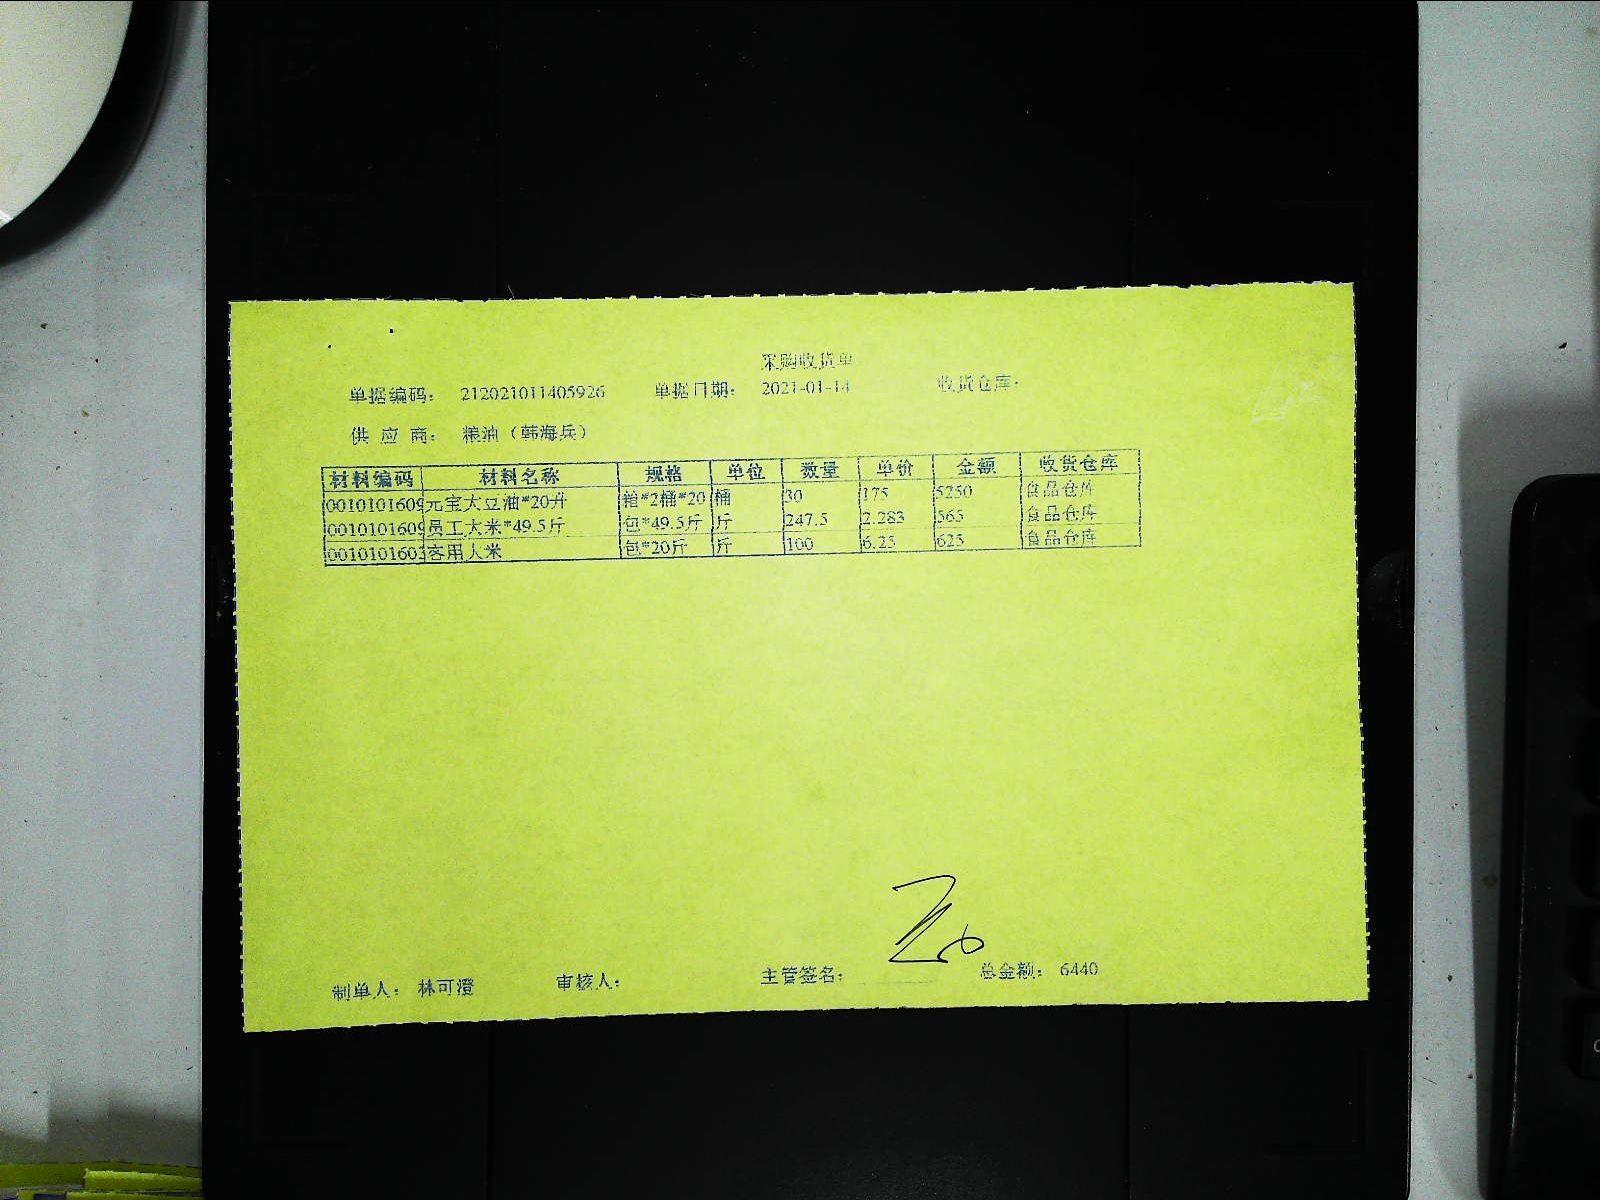 采购收货单
单据编码： 212021011405926 单据日期： 2021-01-14 收货仓库：
供 应 商： 粮油（韩海兵）
材料编码 材料名称 规格 单位 数量 单价 金额 收货仓库
0010101609 元宝大豆油*20升 箱*2桶*20 桶 30 175 5250 食品仓库
0010101609 员工大米*49.5斤 包*49.5斤 斤 247.5 2.283 565 食品仓库
001010160 客用大米 包*20斤 斤 100 6.25 625 食品仓库
制单人： 林可澄 审核人： 主管签名： 总金额： 6440